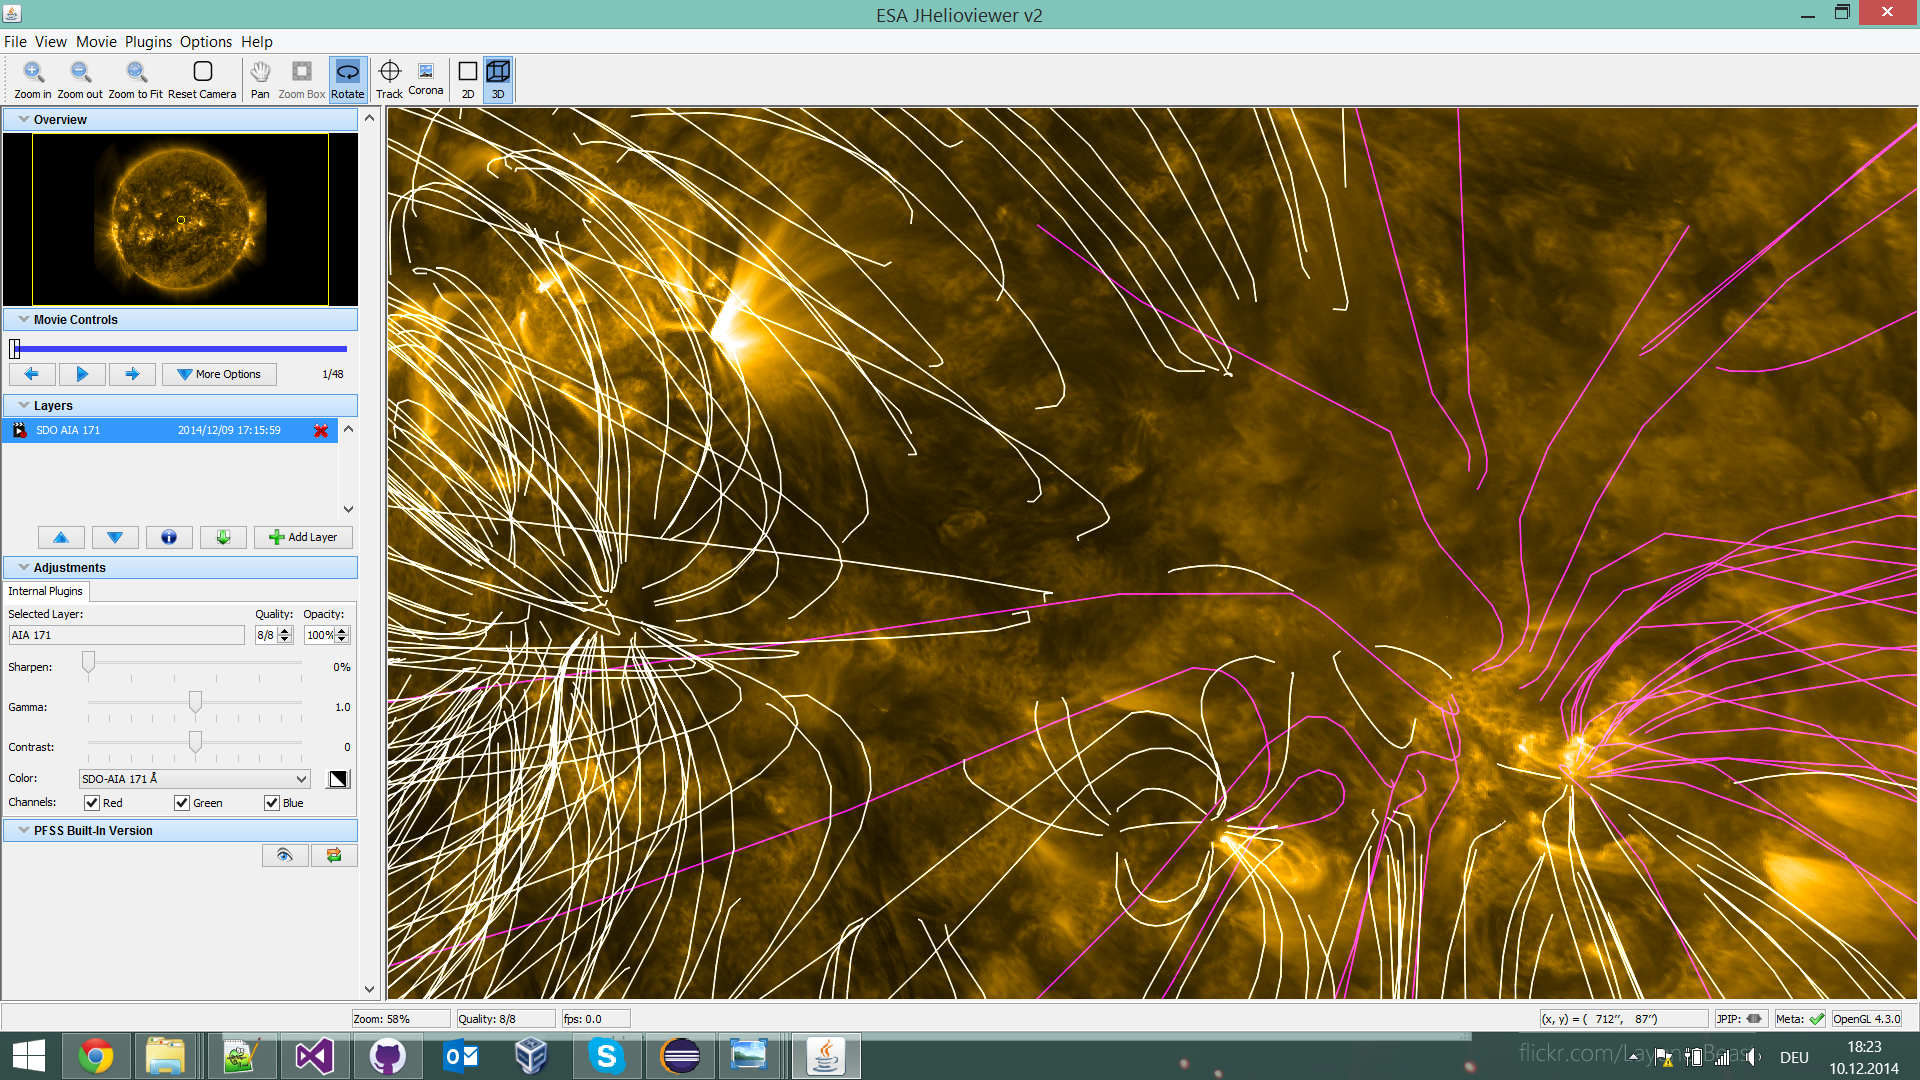 ESA JHelioviewer v2
File View Movie Plugins Options Help
Zoom in Zoom out Zoom to Fit Reset Camera Pan Zoom Box Rotate Track Corona 2D 3D
Overview
Movie Controls
More Options 1/48
Layers
SDO AIA 171 2014/12/09 17:15:59
Add Layer
Adjustments
Internal Plugins
Selected Layer: Quality: Opacity:
AIA 171 8/8 100%
Sharpen: 0%
Gamma: 1.0
Contrast: 0
Color: SDO-AIA 171 Å
Channels: Red Green Blue
PFSS Built-In Version
Zoom: 58% Quality: 8/8 fps: 0.0 (x, y) = ( 712’’, 87’’) JPIP: Meta: OpenGL 4.3.0
flickr.com/
DEU
18:23
10.12.2014